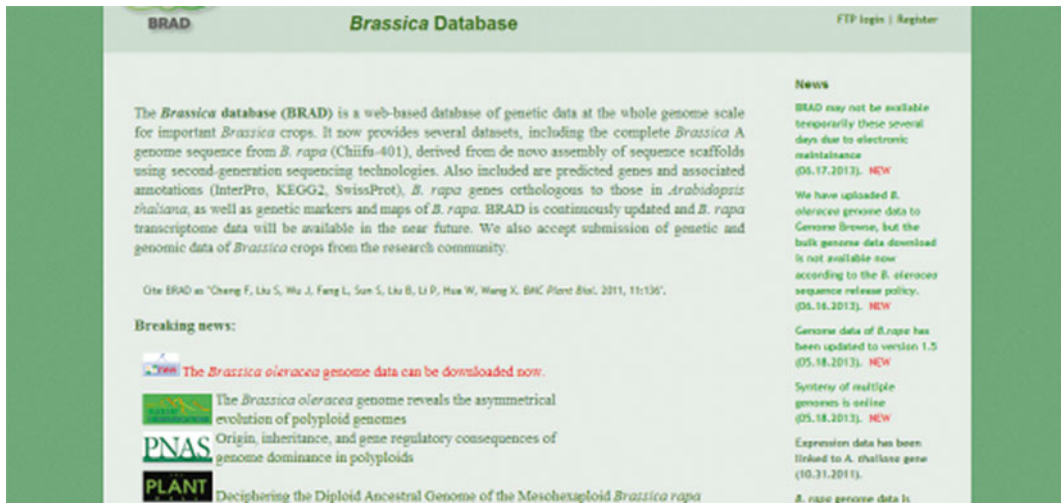 BRAD
Brassica Database
FTP login | Register
The Brassica database (BRAD) is a web-based database of genetic data at the whole genome scale
for important Brassica crops. It now provides several datasets, including the complete Brassica A
genome sequence from B. rapa (Chiifu-401), derived from de novo assembly of sequence scaffolds
using second-generation sequencing technologies. Also included are predicted genes and associated
annotations (InterPro, KEGG2, SwissProt), B. rapa genes orthologous to those in Arabidopsis
thaliana, as well as genetic markers and maps of B. rapa. BRAD is continuously updated and B. rapa
transcriptome data will be available in the near future. We also accept submission of genetic and
genomic data of Brassica crops from the research community.
Cite BRAD as "Cheng F, Liu S, Wu J, Fang L, Sun S, Liu B, Li P, Hua W, Wang X. BMC Plant Biol. 2011, 11:136".
Breaking news:
The Brassica oleracea genome data can be downloaded now.
The Brassica oleracea genome reveals the asymmetrical
evolution of polyploid genomes
PNAS
Origin, inheritance, and gene regulatory consequences of
genome dominance in polyploids
PLANT
Deciphering the Diploid Ancestral Genome of the Mesohexaploid Brassica rapa
News
BRAD may not be available
temporarily these several
days due to electronic
maintainance
(06.17.2013). NEW
We have uploaded B.
oleracea genome data to
Genome Browse, but the
bulk genome data download
is not available now
according to the B. oleracea
sequence release policy.
(06.16.2013). NEW
Genome data of B.rapa has
been updated to version 1.5
(05.18.2013). NEW
Synteny of multiple
genomes is online
(05.18.2013). NEW
Expression data has been
linked to A. thaliana gene
(10.31.2011).
B. rapa genome data is